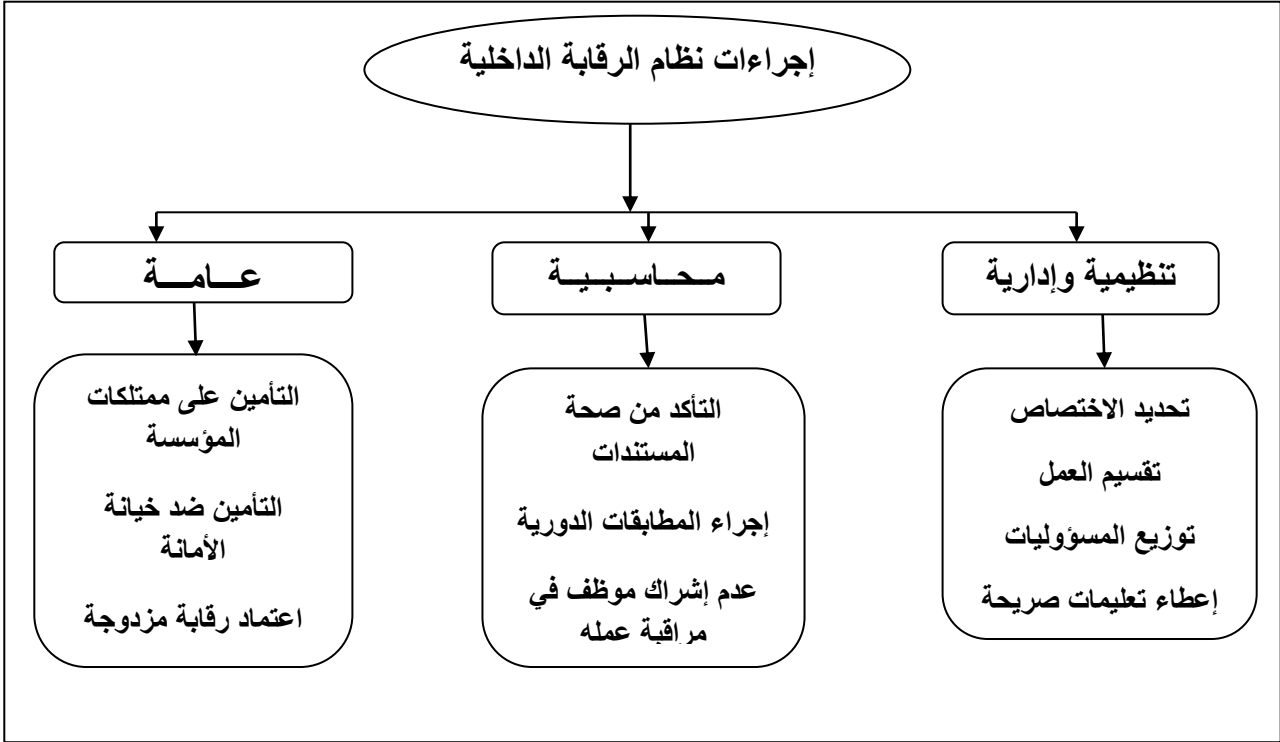 إجراءات نظام الرقابة الداخلية
تنظيمية وإدارية
مـحـاسـبـيـة
عـامـة
تحديد الاختصاص
تقسيم العمل
توزيع المسؤوليات
إعطاء تعليمات صريحة
التأكد من صحة
المستندات
إجراء المطابقات الدورية
عدم إشراك موظف في
مراقبة عمله
التأمين على ممتلكات
المؤسسة
التأمين ضد خيانة
الأمانة
اعتماد رقابة مزدوجة